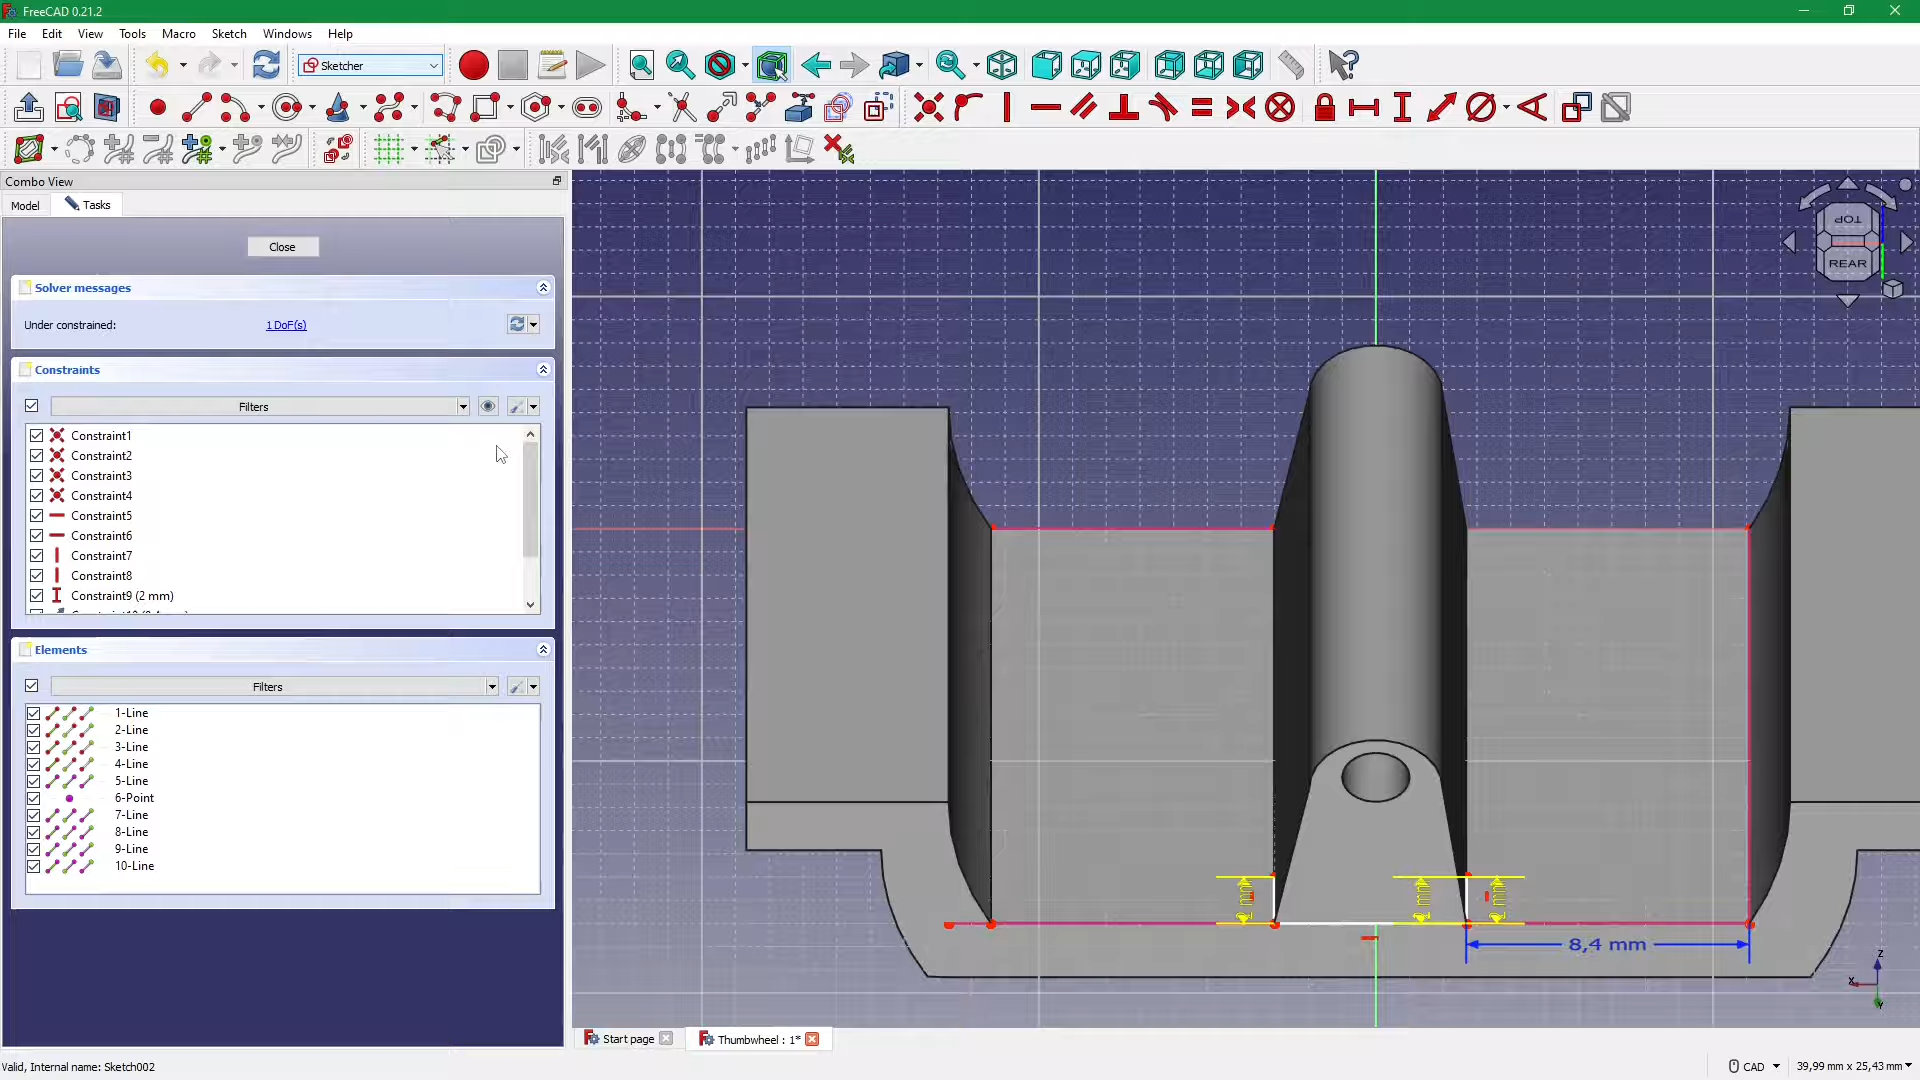 FreeCAD 0.21.2
File Edit View Tools Macro Sketch Windows Help
Sketcher
Combo View
Model Tasks
Close
Solver messages
Under constrained: 1 DoF(s)
Constraints
Filters
Constraint1
Constraint2
Constraint3
Constraint4
Constraint5
Constraint6
Constraint7
Constraint8
Constraint9 (2 mm)
Elements
Filters
1-Line
2-Line
3-Line
4-Line
5-Line
6-Point
7-Line
8-Line
9-Line
10-Line
TOP
REAR
8,4 mm
Z
X
Y
Start page
Thumbwheel : 1*
Valid, Internal name: Sketch002
CAD
39,99 mm x 25,43 mm